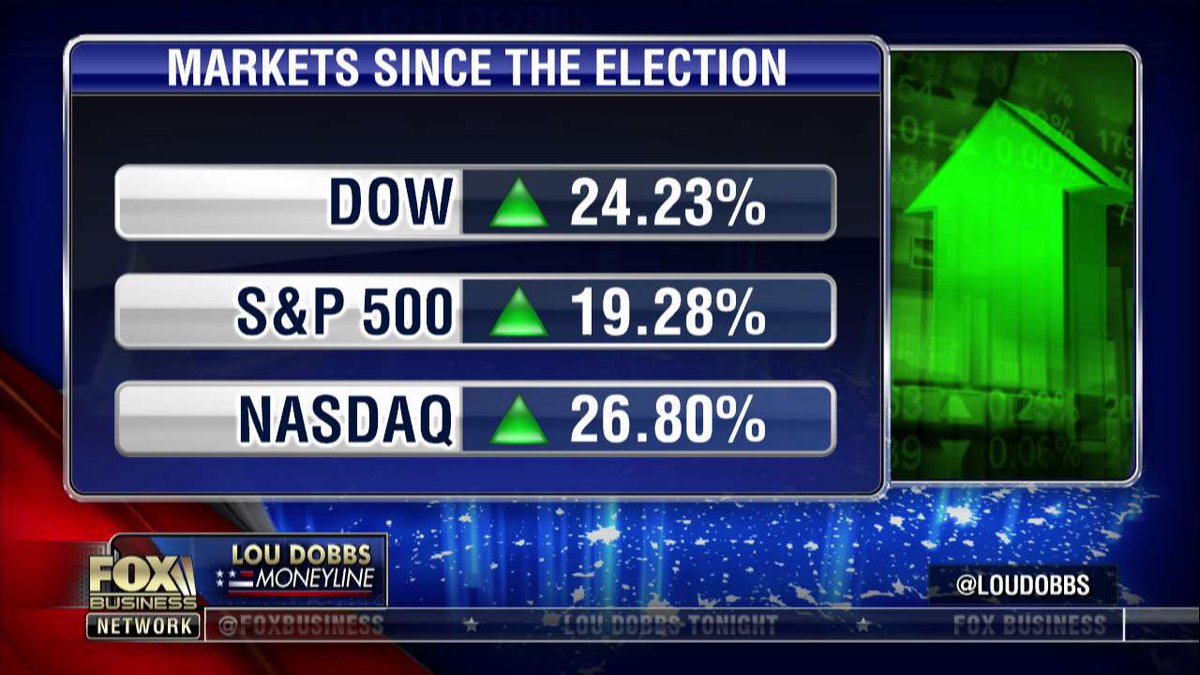 MARKETS SINCE THE ELECTION
DOW 24.23%
S&P 500 19.28%
NASDAQ 26.80%
LOU DOBBS
MONEYLINE
FOX
BUSINESS
NETWORK
@LOUDOBBS
@FOXBUSINESS LOU DOBBS TONIGHT FOX BUSINESS